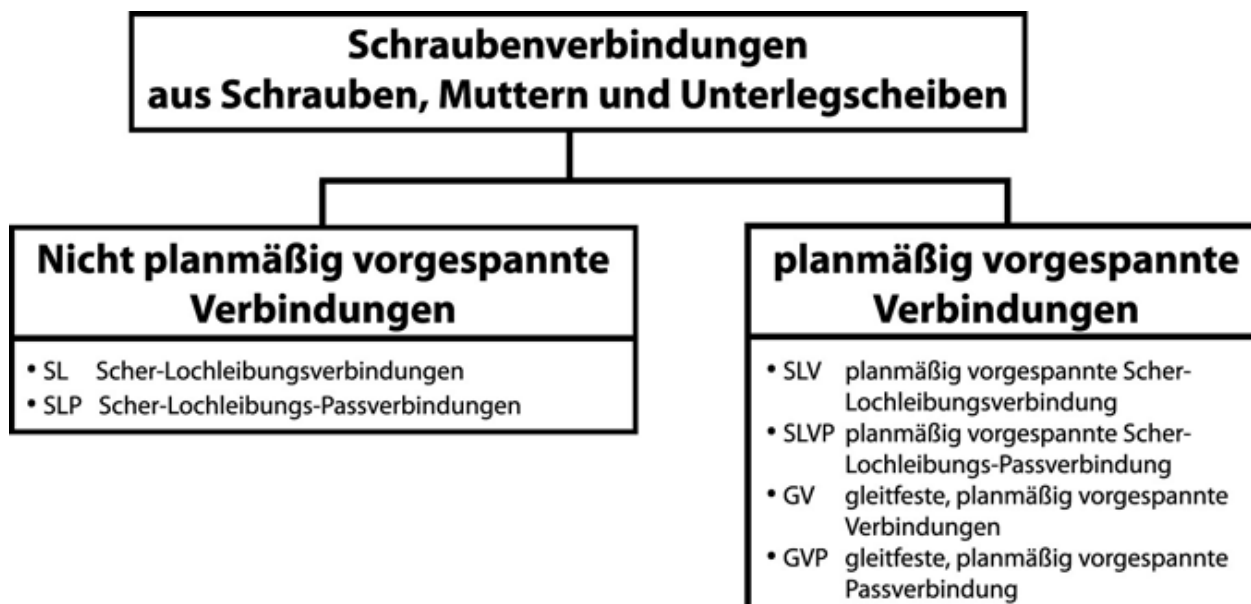 Schraubenverbindungen
aus Schrauben, Muttern und Unterlegscheiben
Nicht planmäßig vorgespannte
Verbindungen
• SL Scher-Lochleibungsverbindungen
• SLP Scher-Lochleibungs-Passverbindungen
planmäßig vorgespannte
Verbindungen
• SLV planmäßig vorgespannte Scher-
Lochleibungsverbindung
• SLVP planmäßig vorgespannte Scher-
Lochleibungs-Passverbindung
• GV gleitfeste, planmäßig vorgespannte
Verbindungen
• GVP gleitfeste, planmäßig vorgespannte
Passverbindung